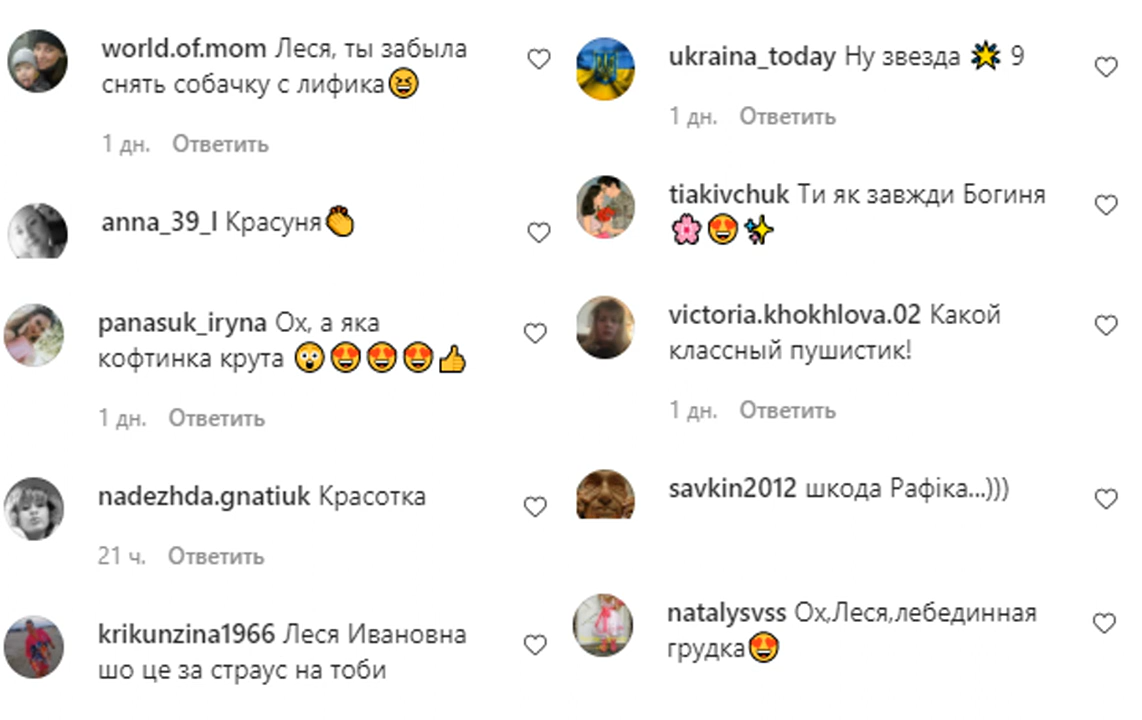 world.of.mom Леся, ты забыла
снять собачку с лифика😆
1 дн. Ответить
anna_39_l Красуня👏
panasuk_iryna Ох, а яка
кофтинка крута 😲😍😍😍👍
1 дн. Ответить
nadezhda.gnatiuk Красотка
21 ч. Ответить
krikunzina1966 Леся Ивановна
шо це за страус на тоби
ukraina_today Ну звезда 🌟 9
1 дн. Ответить
tiakivchuk Ти як завжди Богиня
🌸😍✨
victoria.khokhlova.02 Какой
классный пушистик!
1 дн. Ответить
savkin2012 шкода Рафіка...)))
natalysvss Ох,Леся,лебединная
грудка😍